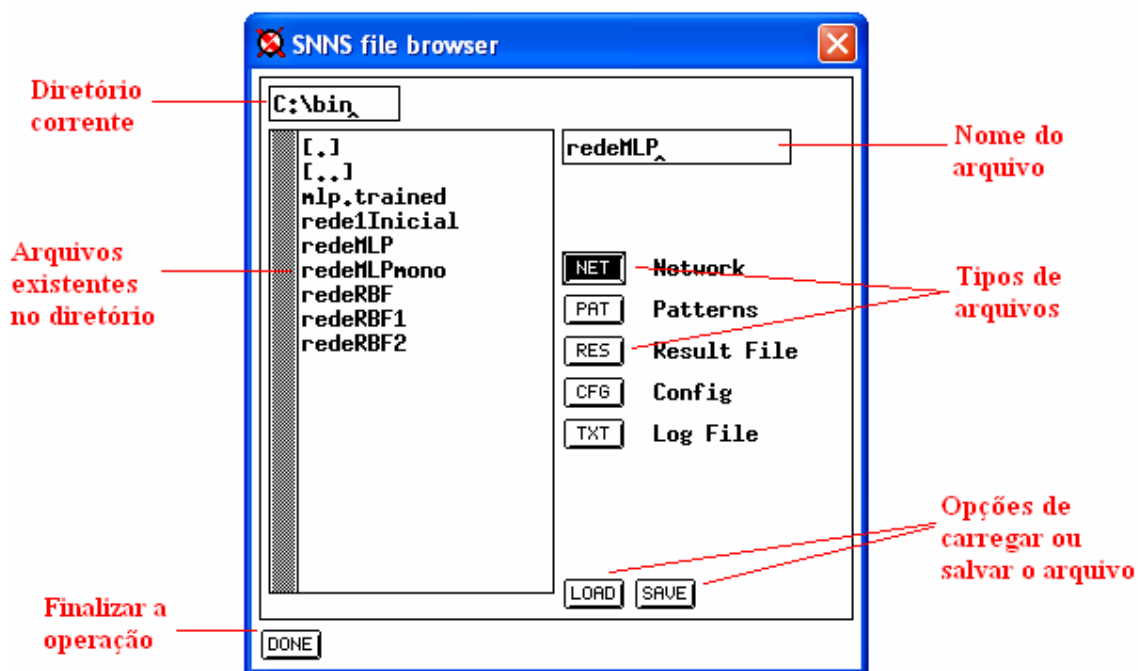 SNNS file browser
Diretório
corrente
C:\bin
Nome do
arquivo
redeMLP
[.]
[..]
mlp.trained
rede1Inicial
redeMLP
redeMLPmono
redeRBF
redeRBF1
redeRBF2
Arquivos
existentes
no diretório
NET Network
PAT Patterns
RES Result File
CFG Config
TXT Log File
Tipos de
arquivos
Opções de
carregar ou
salvar o arquivo
LOAD SAVE
Finalizar a
operação
DONE